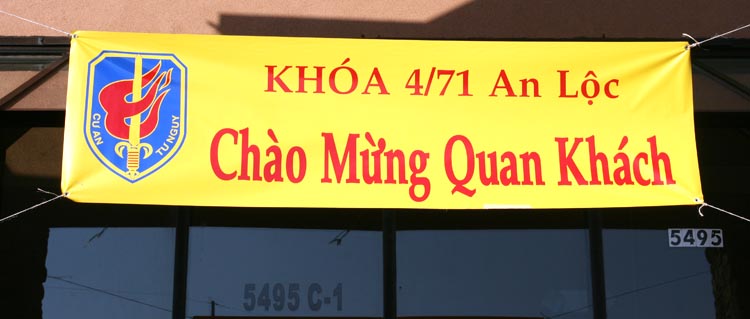 KHÓA 4/71 An Lộc
CƯ AN TƯ NGUY
Chào Mừng Quan Khách
5495
5495 C-1